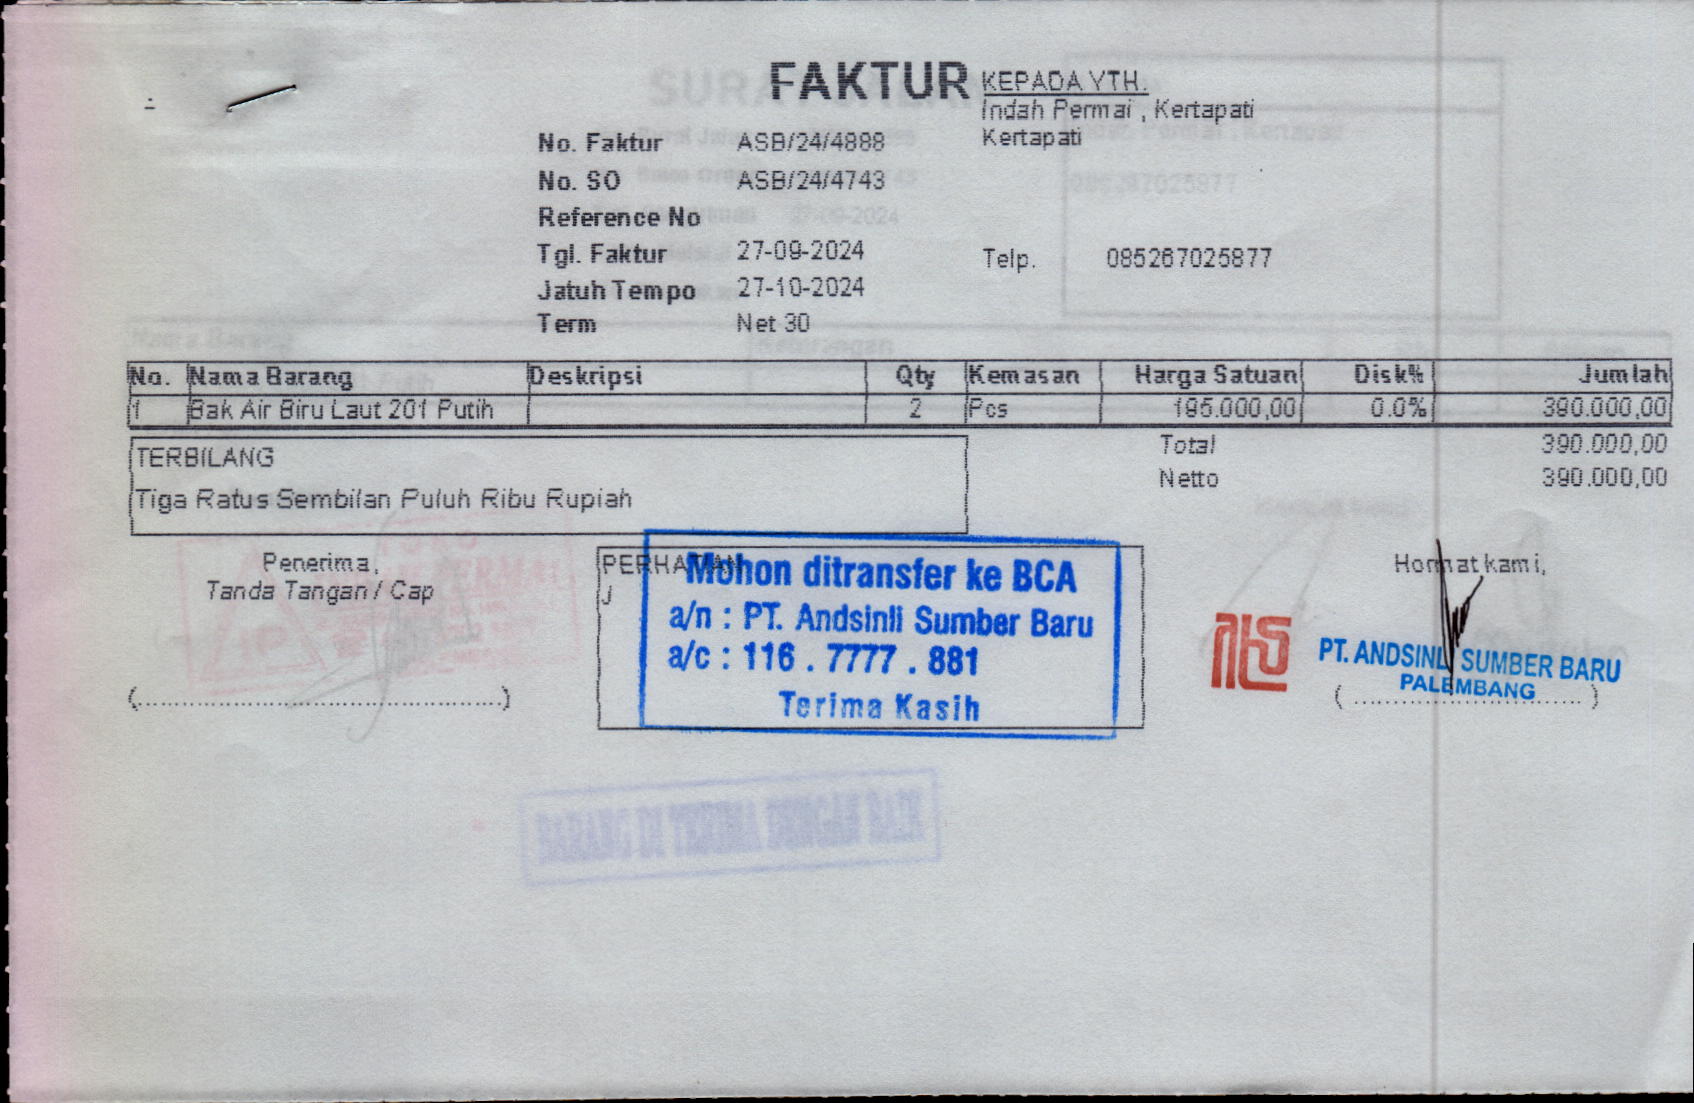 FAKTUR
KEPADA YTH.
Indah Permai , Kertapati
Kertapati
No. Faktur ASB/24/4888
No. SO ASB/24/4743
Reference No
Tgl. Faktur 27-09-2024
Telp. 085267025877
Jatuh Tempo 27-10-2024
Term Net 30
No. Nama Barang Deskripsi Qty Kemasan Harga Satuan Disk% Jumlah
1 Bak Air Biru Laut 201 Putih 2 Pcs 195.000,00 0.0% 390.000,00
Total 390.000,00
TERBILANG
Netto 390.000,00
Tiga Ratus Sembilan Puluh Ribu Rupiah
Penerima,
Tanda Tangan / Cap
(........................................)
PERHATIAN
J
Mohon ditransfer ke BCA
a/n : PT. Andsinli Sumber Baru
a/c : 116 . 7777 . 881
Terima Kasih
Hormat kami,
PT. ANDSINLI SUMBER BARU
PALEMBANG
(..............................)